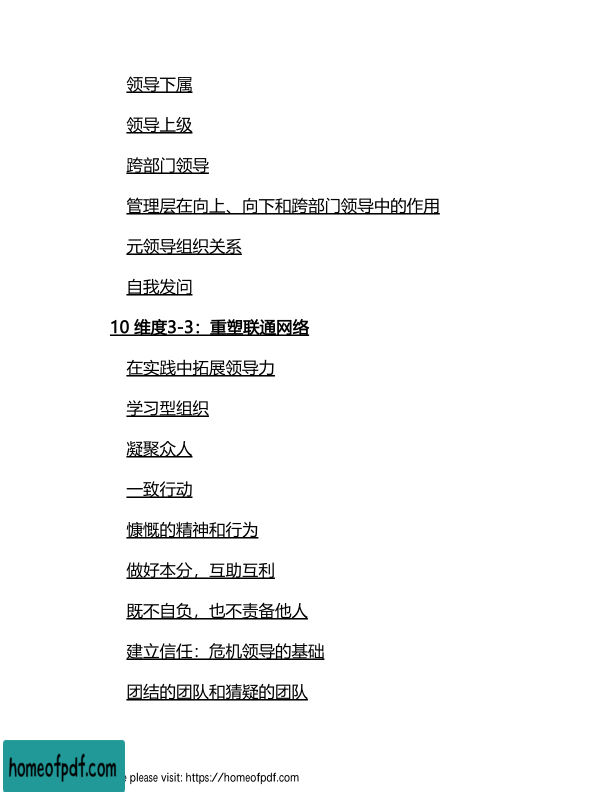 领导下属
领导上级
跨部门领导
管理层在向上、向下和跨部门领导中的作用
元领导组织关系
自我发问
10 维度3-3：重塑联通网络
在实践中拓展领导力
学习型组织
凝聚众人
一致行动
慷慨的精神和行为
做好本分，互助互利
既不自负，也不责备他人
建立信任：危机领导的基础
团结的团队和猜疑的团队
homeofpdf.com
e please visit: https://homeofpdf.com